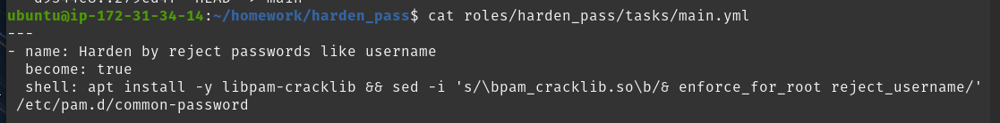 ubuntu@ip-172-31-34-14:~/homework/harden_pass$ cat roles/harden_pass/tasks/main.yml
---
- name: Harden by reject passwords like username
  become: true
  shell: apt install -y libpam-cracklib && sed -i 's/\bpam_cracklib.so\b/& enforce_for_root reject_username/'
 /etc/pam.d/common-password